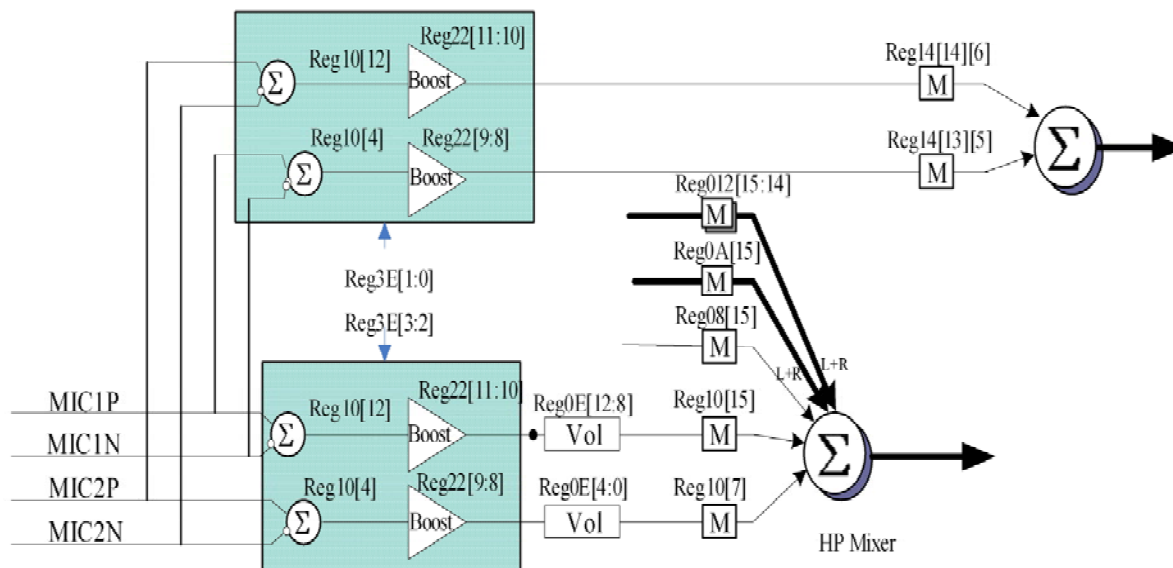 Reg22[11:10]
Reg10[12]
Σ
Boost
Reg14[14][6]
M
Reg10[4]
Reg22[9:8]
Σ
Boost
Reg14[13][5]
M
Σ
Reg012[15:14]
M
Reg0A[15]
M
Reg3E[1:0]
Reg3E[3:2]
Reg08[15]
M
L+R
L+R
MIC1P
MIC1N
MIC2P
MIC2N
Reg22[11:10]
Reg10[12]
Σ
Boost
Reg0E[12:8]
Vol
Reg10[15]
M
Reg10[4]
Reg22[9:8]
Σ
Boost
Reg0E[4:0]
Vol
Reg10[7]
M
Σ
HP Mixer